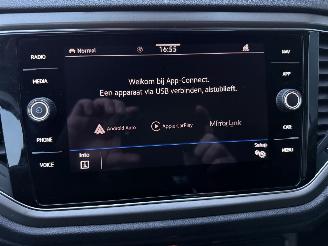 Normal
16:55
RADIO
NAV
Welkom bij App-Connect.
MEDIA
APP
Een apparaat via USB verbinden, alstublieft.
Android Auto
Apple CarPlay
MirrorLink
PHONE
CAR
Info
Setup
VOICE
MENU